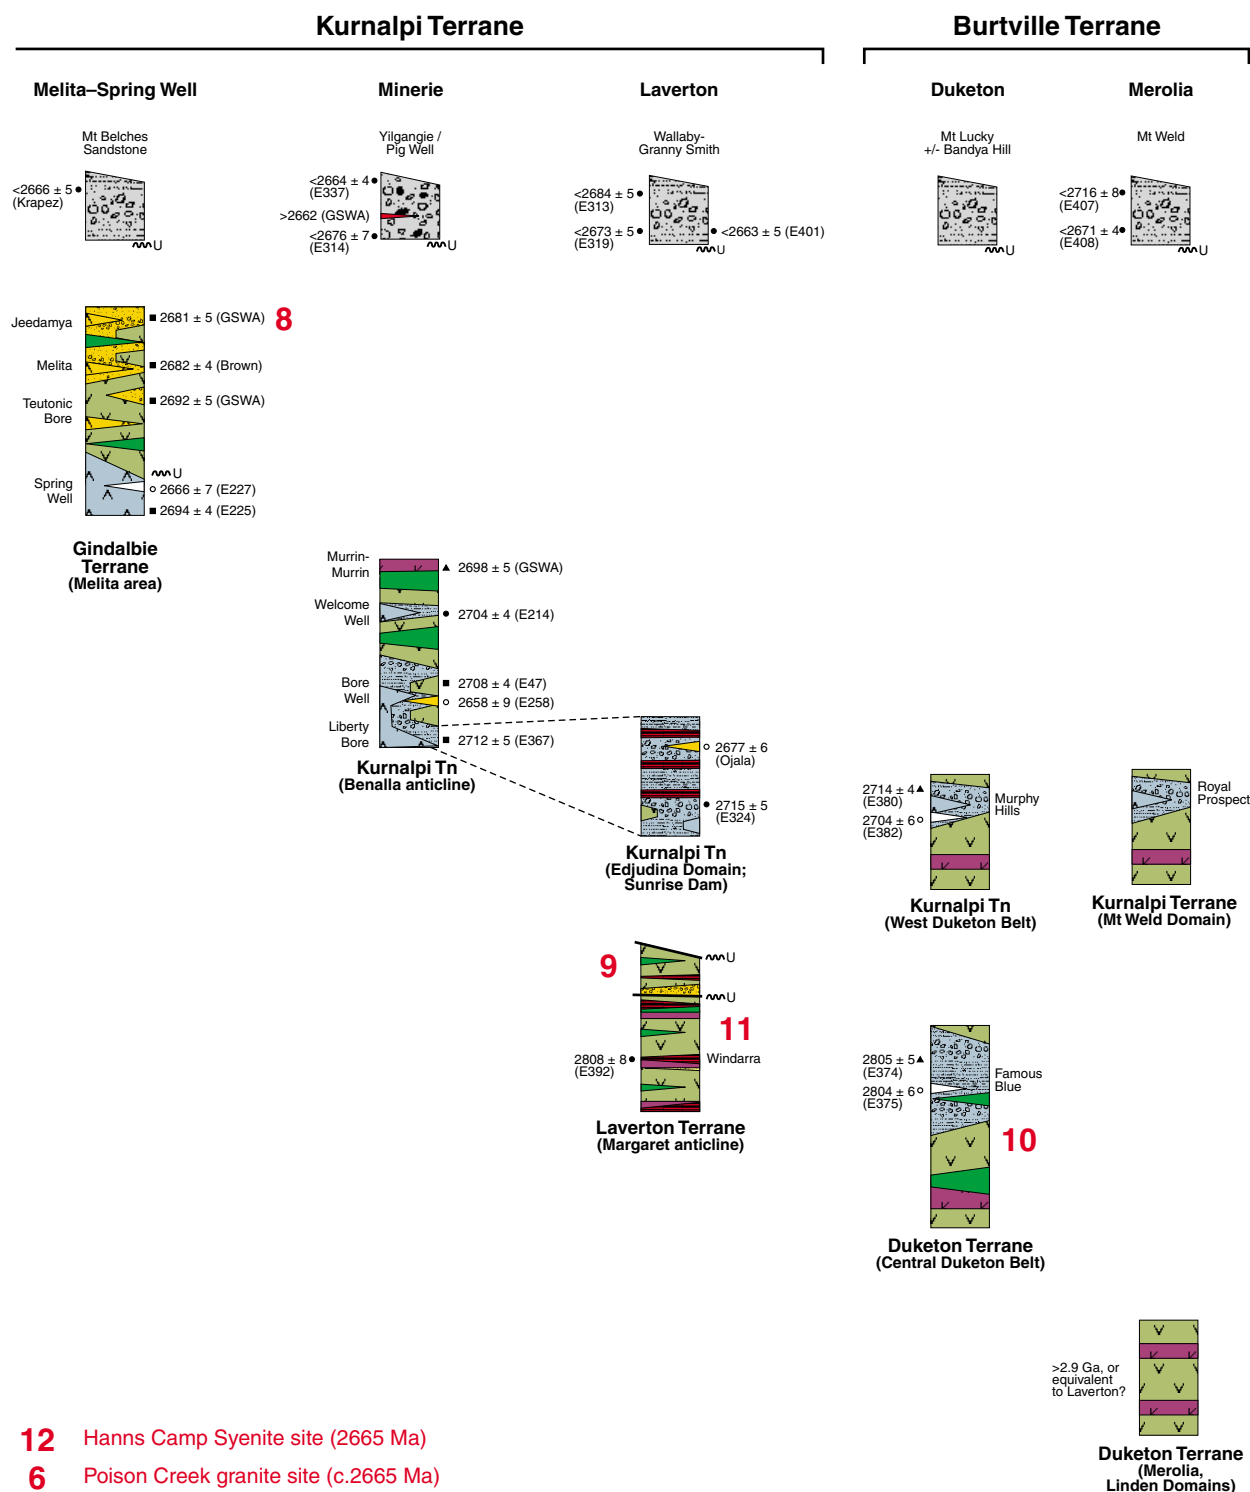 Kurnalpi Terrane
Burtville Terrane
Melita–Spring Well
Minerie
Laverton
Duketon
Merolia
Mt Belches
Sandstone
Yilgangie /
Pig Well
Wallaby-
Granny Smith
Mt Lucky
+/- Bandya Hill
Mt Weld
<2666 ± 5
(Krapez)
U
<2664 ± 4
(E337)
>2662 (GSWA)
<2676 ± 7
(E314)
U
<2684 ± 5
(E313)
<2673 ± 5
(E319)
<2663 ± 5 (E401)
U
U
<2716 ± 8
(E407)
<2671 ± 4
(E408)
U
Jeedamya
2681 ± 5 (GSWA)
8
Melita
2682 ± 4 (Brown)
Teutonic
Bore
2692 ± 5 (GSWA)
U
Spring
Well
2666 ± 7 (E227)
2694 ± 4 (E225)
Gindalbie
Terrane
(Melita area)
Murrin-
Murrin
2698 ± 5 (GSWA)
Welcome
Well
2704 ± 4 (E214)
Bore
Well
2708 ± 4 (E47)
2658 ± 9 (E258)
Liberty
Bore
2712 ± 5 (E367)
Kurnalpi Tn
(Benalla anticline)
2677 ± 6
(Ojala)
2715 ± 5
(E324)
Kurnalpi Tn
(Edjudina Domain;
Sunrise Dam)
2714 ± 4
(E380)
2704 ± 6
(E382)
Murphy
Hills
Kurnalpi Tn
(West Duketon Belt)
Royal
Prospect
Kurnalpi Terrane
(Mt Weld Domain)
9
U
U
11
2808 ± 8
(E392)
Windarra
Laverton Terrane
(Margaret anticline)
2805 ± 5
(E374)
2804 ± 6
(E375)
Famous
Blue
10
Duketon Terrane
(Central Duketon Belt)
>2.9 Ga, or
equivalent
to Laverton?
Duketon Terrane
(Merolia,
Linden Domains)
12 Hanns Camp Syenite site (2665 Ma)
6 Poison Creek granite site (c.2665 Ma)